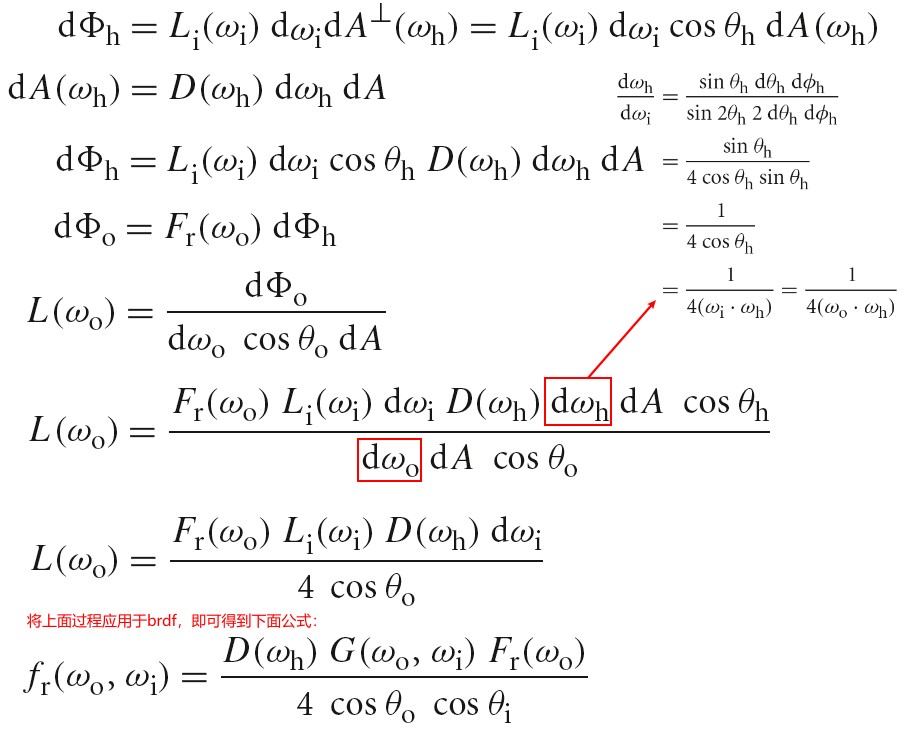 dΦ_h = L_i(ω_i) dω_i dA^⊥(ω_h) = L_i(ω_i) dω_i cos θ_h dA(ω_h)
dA(ω_h) = D(ω_h) dω_h dA
dΦ_h = L_i(ω_i) dω_i cos θ_h D(ω_h) dω_h dA
dΦ_o = F_r(ω_o) dΦ_h
L(ω_o) = dΦ_o / (dω_o cos θ_o dA)
dω_h / dω_i = (sin θ_h dθ_h dϕ_h) / (sin 2θ_h 2 dθ_h dϕ_h)
= sin θ_h / (4 cos θ_h sin θ_h)
= 1 / (4 cos θ_h)
= 1 / (4(ω_i · ω_h)) = 1 / (4(ω_o · ω_h))
L(ω_o) = (F_r(ω_o) L_i(ω_i) dω_i D(ω_h) dω_h dA cos θ_h) / (dω_o dA cos θ_o)
L(ω_o) = (F_r(ω_o) L_i(ω_i) D(ω_h) dω_i) / (4 cos θ_o)
将上面过程应用于brdf，即可得到下面公式：
f_r(ω_o, ω_i) = (D(ω_h) G(ω_o, ω_i) F_r(ω_o)) / (4 cos θ_o cos θ_i)